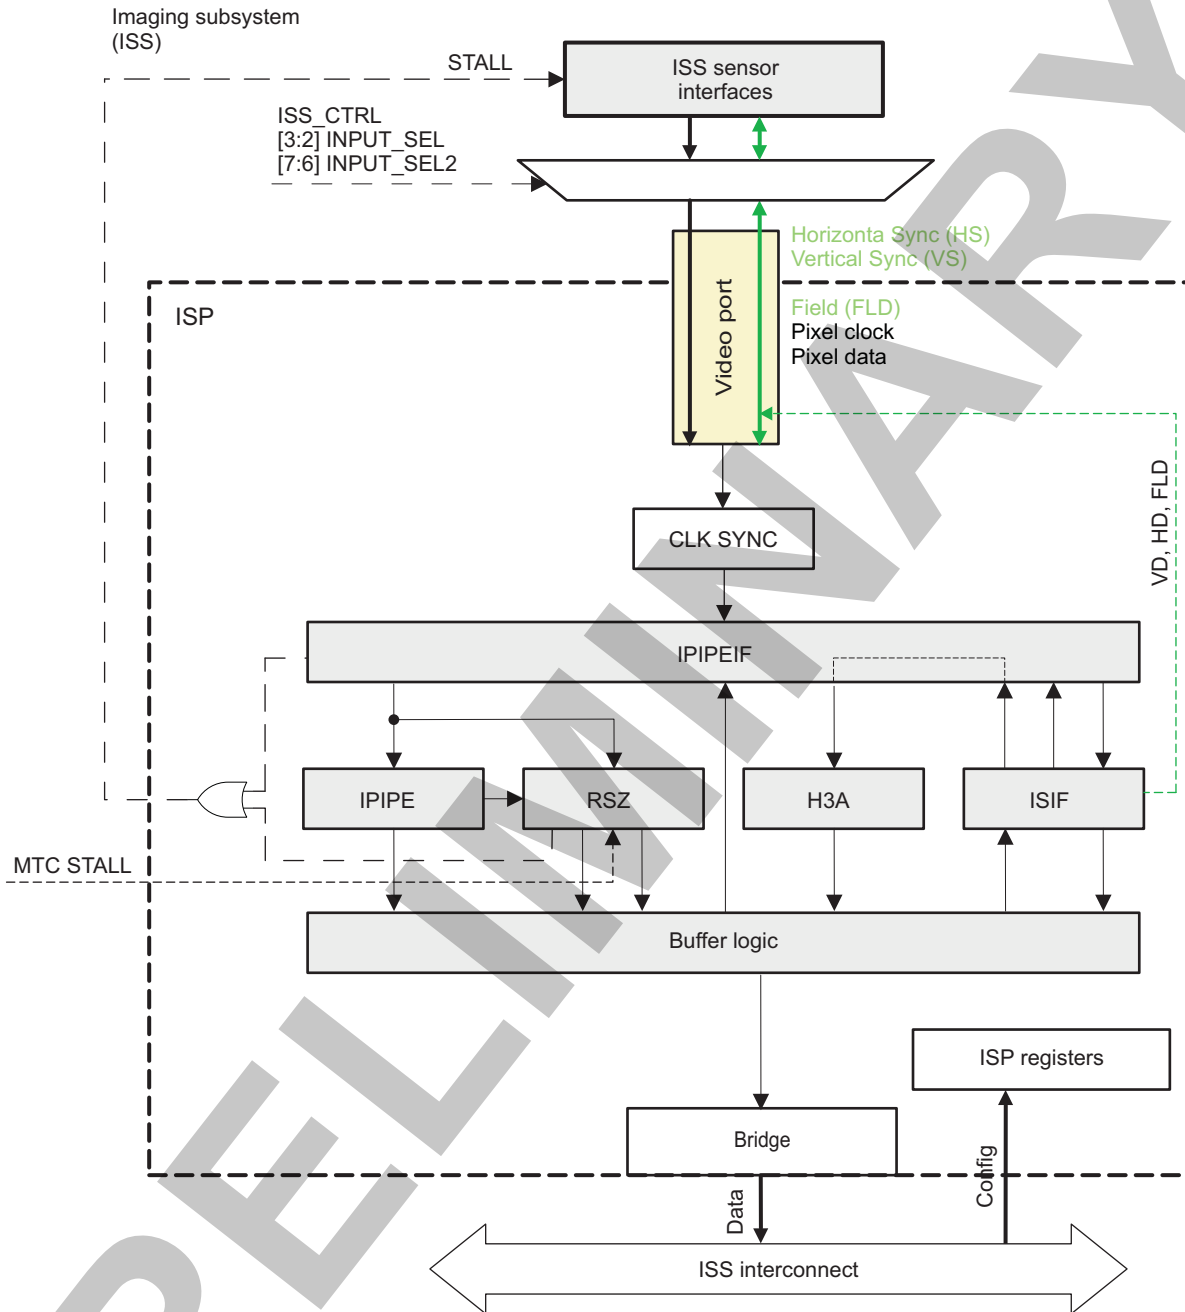 Imaging subsystem
(ISS)
STALL
ISS sensor
interfaces
ISS_CTRL
[3:2] INPUT_SEL
[7:6] INPUT_SEL2
Horizonta Sync (HS)
Vertical Sync (VS)
ISP
Video port
Field (FLD)
Pixel clock
Pixel data
VD, HD, FLD
CLK SYNC
IPIPEIF
IPIPE
RSZ
H3A
ISIF
MTC STALL
Buffer logic
ISP registers
Bridge
Data
Config
ISS interconnect
PRELIMINARY